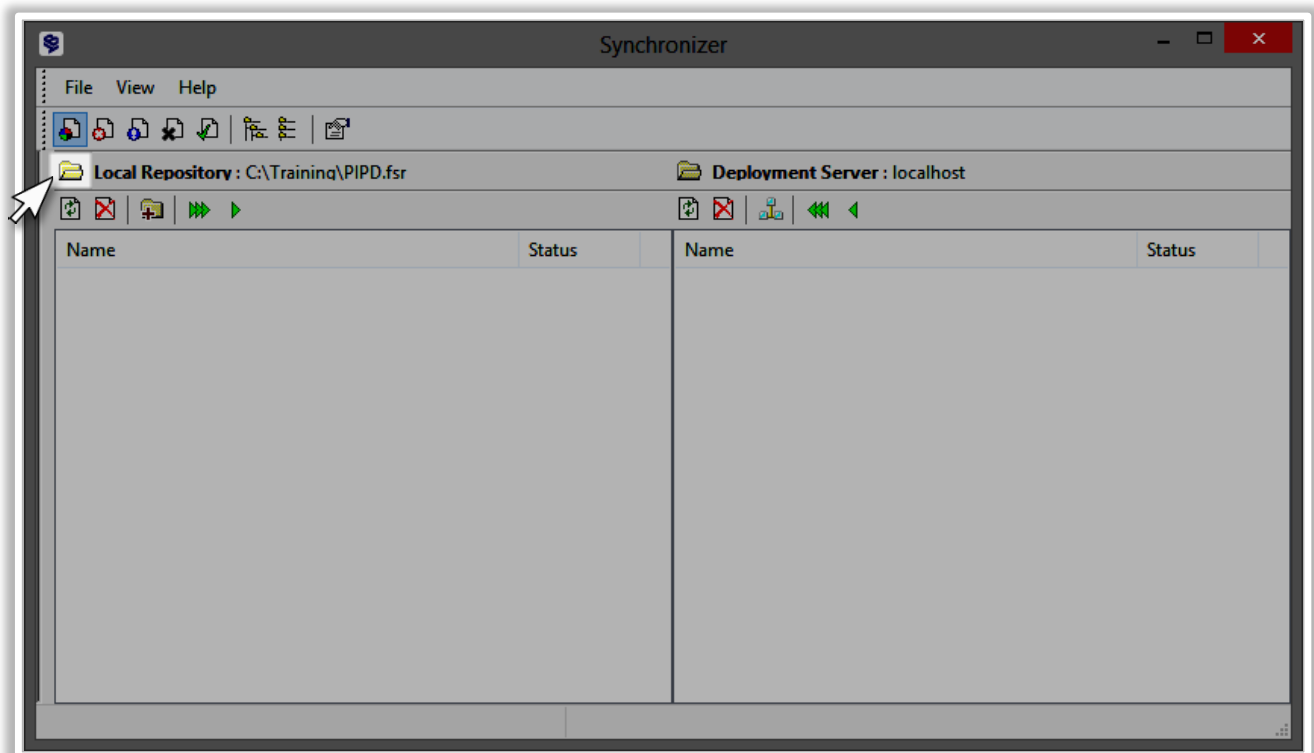 Synchronizer
File View Help
Local Repository : C:\Training\PIPD.fsr Deployment Server : localhost
Name Status Name Status